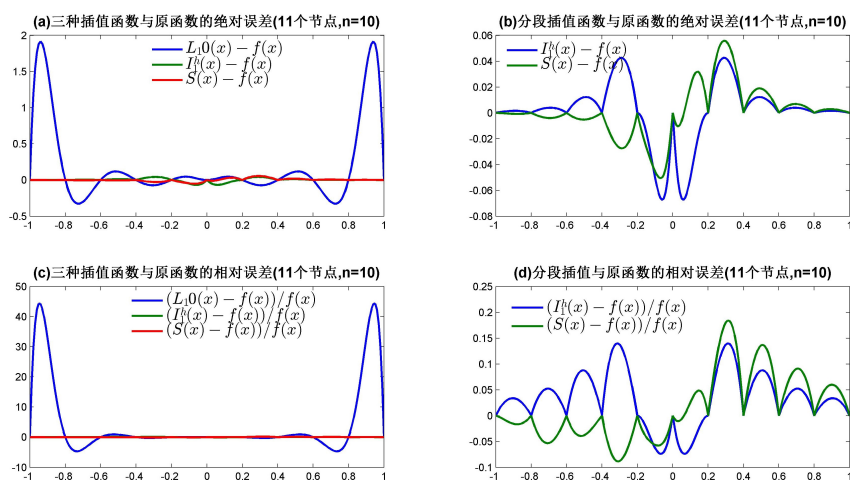 (a)三种插值函数与原函数的绝对误差(11个节点,n=10)
2
1.5
1
0.5
0
-0.5
-1 -0.8 -0.6 -0.4 -0.2 0 0.2 0.4 0.6 0.8 1
L₁0(x) − f(x)
I₁ʰ(x) − f(x)
S(x) − f(x)
(b)分段插值函数与原函数的绝对误差(11个节点,n=10)
0.06
0.04
0.02
0
-0.02
-0.04
-0.06
-0.08
-1 -0.8 -0.6 -0.4 -0.2 0 0.2 0.4 0.6 0.8 1
I₁ʰ(x) − f(x)
S(x) − f(x)
(c)三种插值函数与原函数的相对误差(11个节点,n=10)
50
40
30
20
10
0
-10
-1 -0.8 -0.6 -0.4 -0.2 0 0.2 0.4 0.6 0.8 1
(L₁0(x) − f(x))/f(x)
(I₁ʰ(x) − f(x))/f(x)
(S(x) − f(x))/f(x)
(d)分段插值与原函数的相对误差(11个节点,n=10)
0.25
0.2
0.15
0.1
0.05
0
-0.05
-0.1
-1 -0.8 -0.6 -0.4 -0.2 0 0.2 0.4 0.6 0.8 1
(I₁ʰ(x) − f(x))/f(x)
(S(x) − f(x))/f(x)